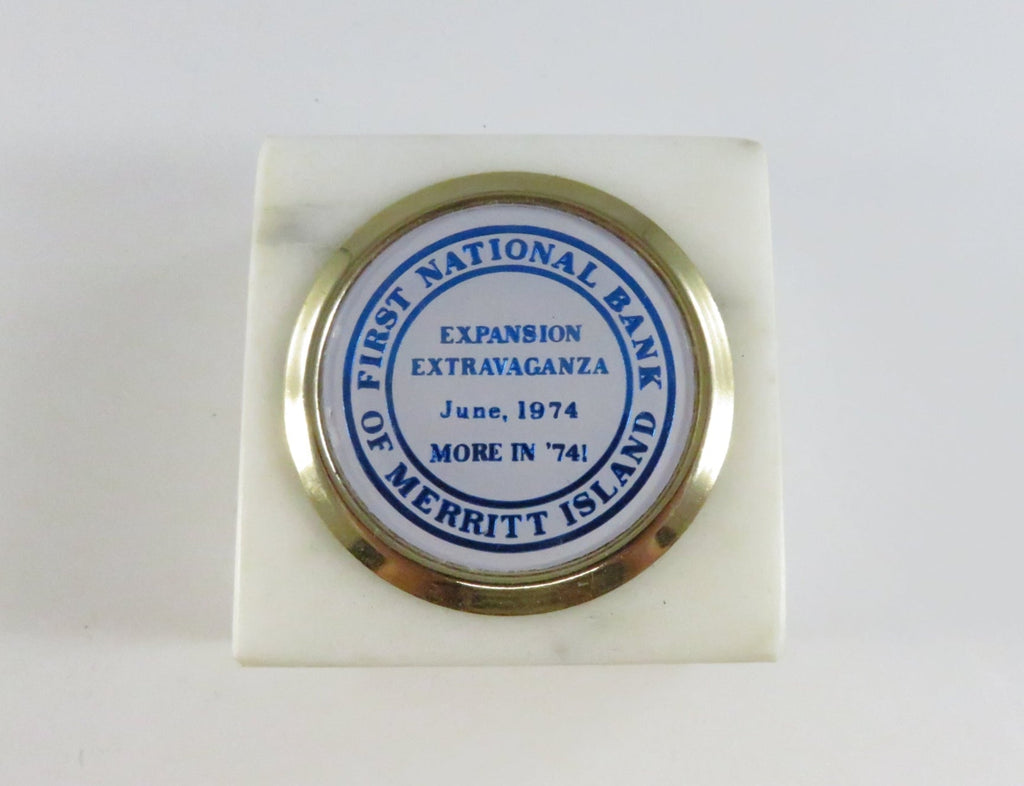 FIRST NATIONAL BANK
OF MERRITT ISLAND
EXPANSION
EXTRAVAGANZA
June, 1974
MORE IN '74!